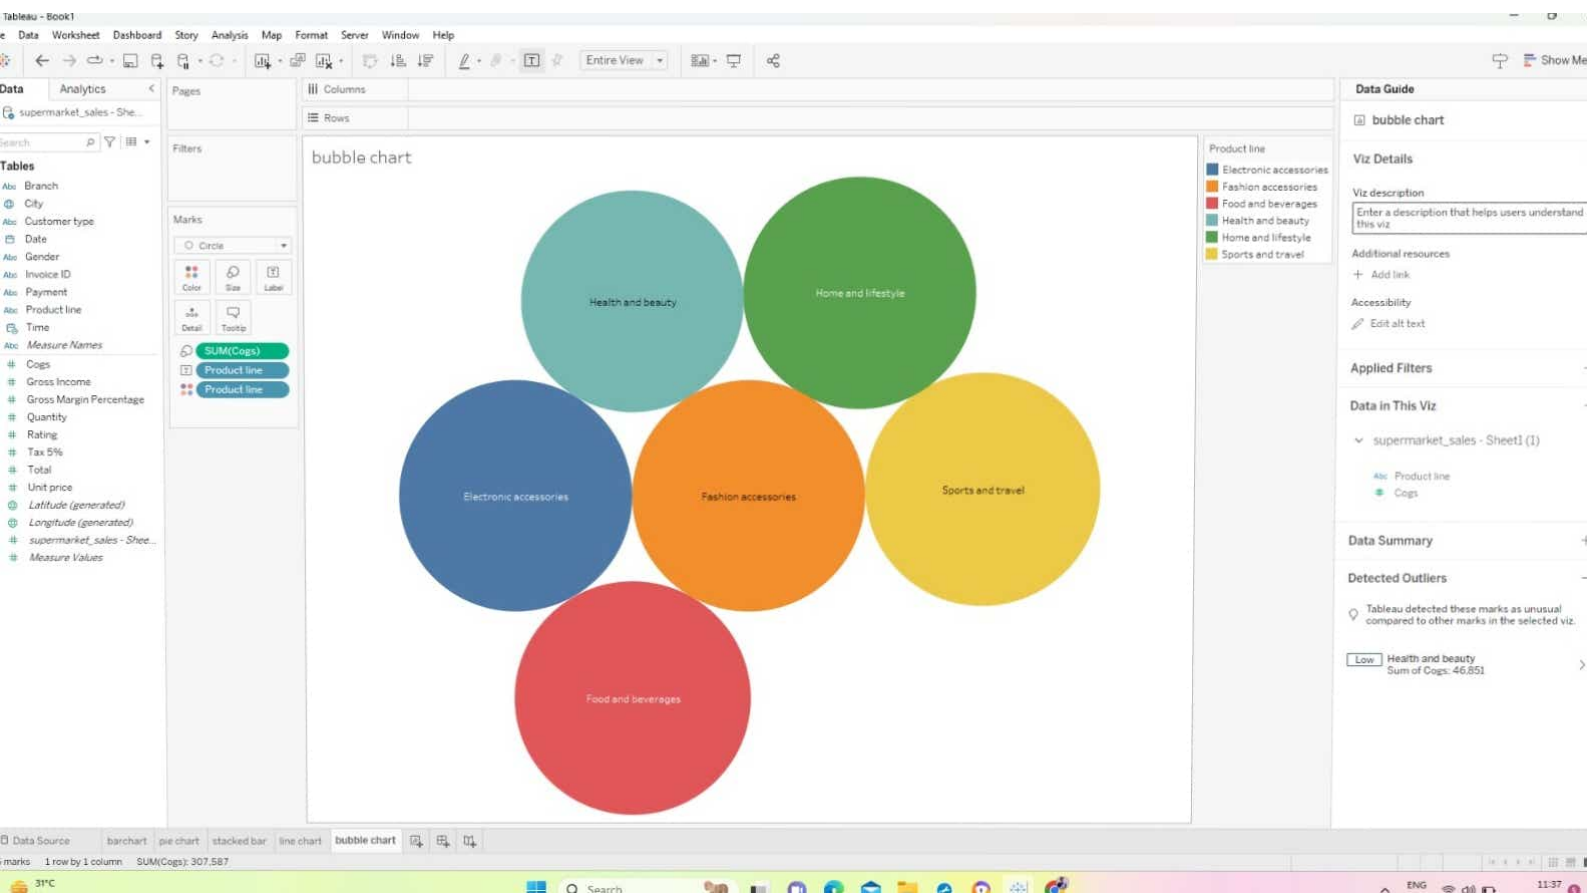 Tableau - Book1
e Data Worksheet Dashboard Story Analysis Map Format Server Window Help
Entire View
Show Me
Data Analytics
supermarket_sales - She...
Search
Tables
Abc Branch
City
Abc Customer type
Date
Abc Gender
Abc Invoice ID
Abc Payment
Abc Product line
Time
Abc Measure Names
# Cogs
# Gross Income
# Gross Margin Percentage
# Quantity
# Rating
# Tax 5%
# Total
# Unit price
Latitude (generated)
Longitude (generated)
# supermarket_sales - Shee...
# Measure Values
Pages
Filters
Marks
Circle
Color Size Label
Detail Tooltip
SUM(Cogs)
Product line
Product line
Columns
Rows
bubble chart
Health and beauty
Home and lifestyle
Electronic accessories
Fashion accessories
Sports and travel
Food and beverages
Product line
Electronic accessories
Fashion accessories
Food and beverages
Health and beauty
Home and lifestyle
Sports and travel
Data Guide
bubble chart
Viz Details
Viz description
Enter a description that helps users understand
this viz
Additional resources
+ Add link
Accessibility
Edit alt text
Applied Filters
Data in This Viz
supermarket_sales - Sheet1 (1)
Abc Product line
Cogs
Data Summary
Detected Outliers
Tableau detected these marks as unusual
compared to other marks in the selected viz.
Low Health and beauty
Sum of Cogs: 46,851
Data Source barchart pie chart stacked bar line chart bubble chart
marks 1 row by 1 column SUM(Cogs): 307,587
31°C
Search
ENG
11:37